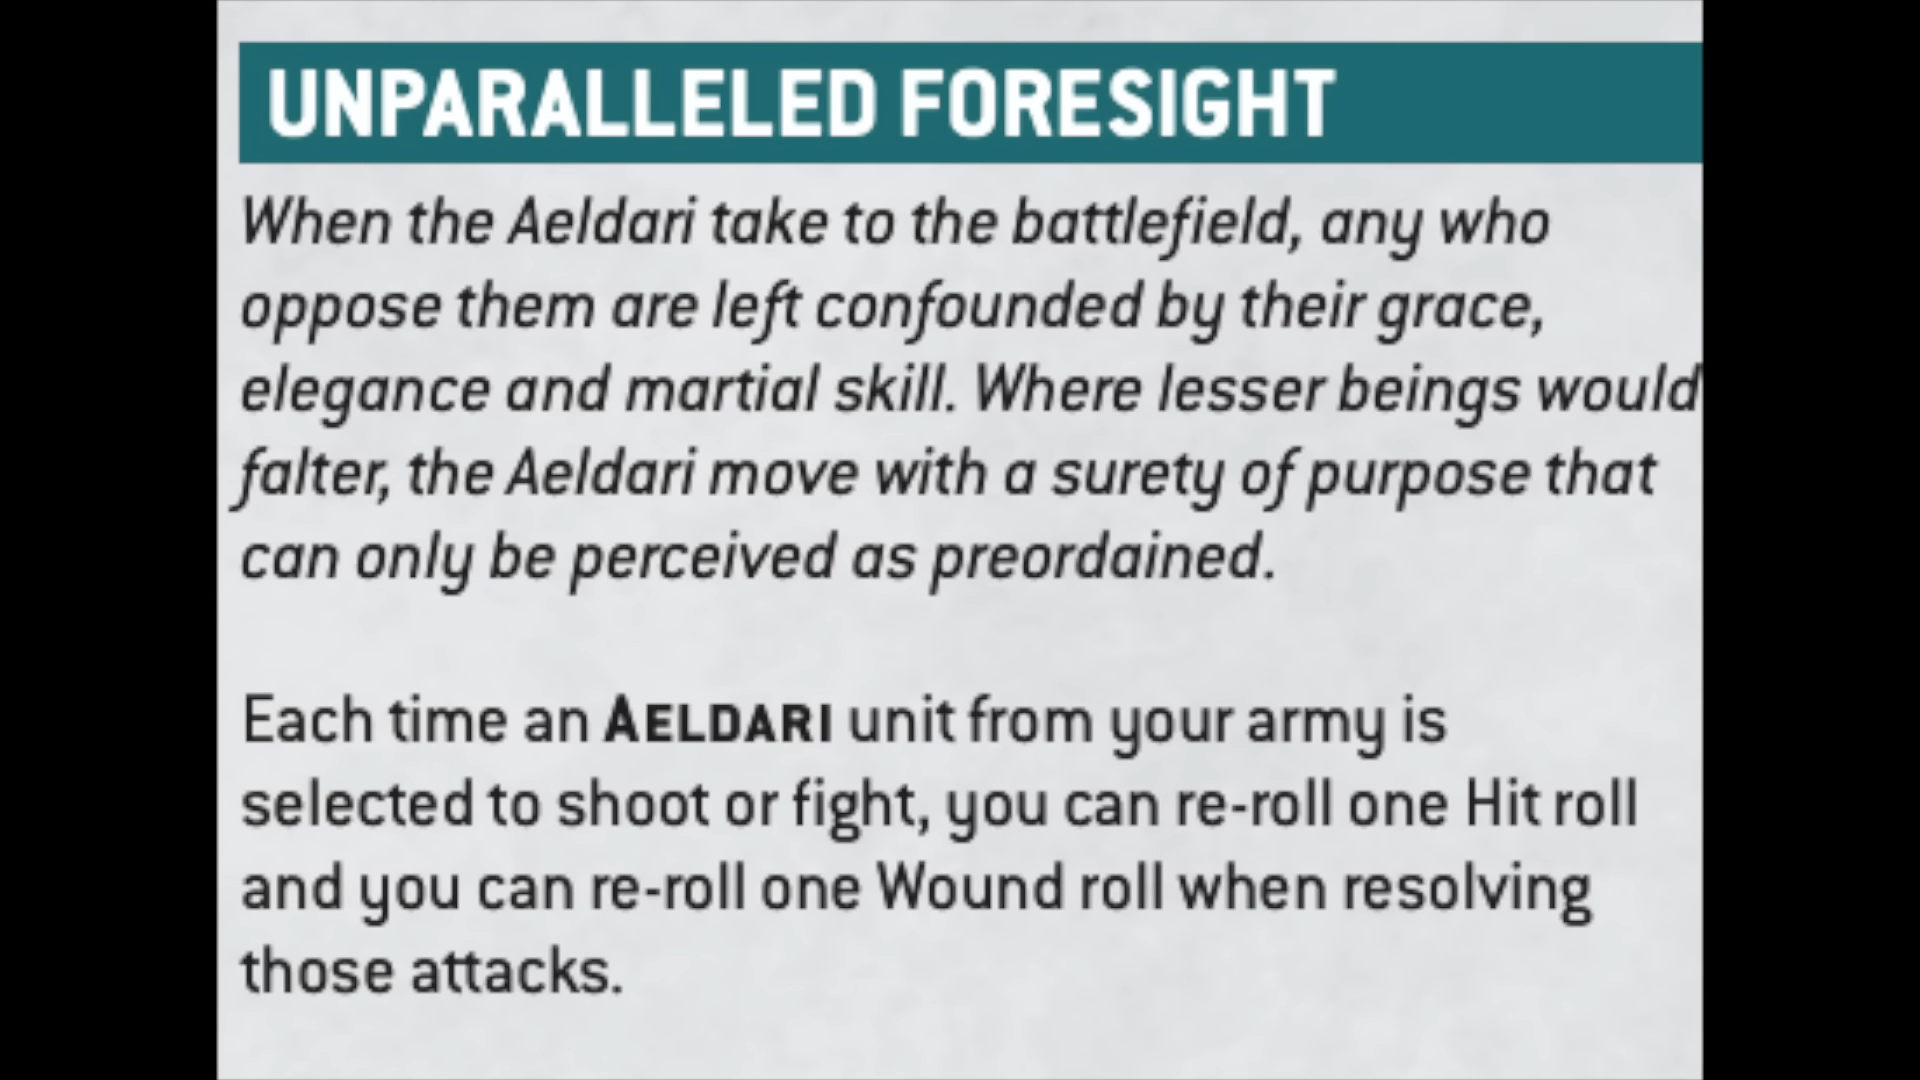 UNPARALLELED FORESIGHT
When the Aeldari take to the battlefield, any who
oppose them are left confounded by their grace,
elegance and martial skill. Where lesser beings would
falter, the Aeldari move with a surety of purpose that
can only be perceived as preordained.
Each time an AELDARI unit from your army is
selected to shoot or fight, you can re-roll one Hit roll
and you can re-roll one Wound roll when resolving
those attacks.